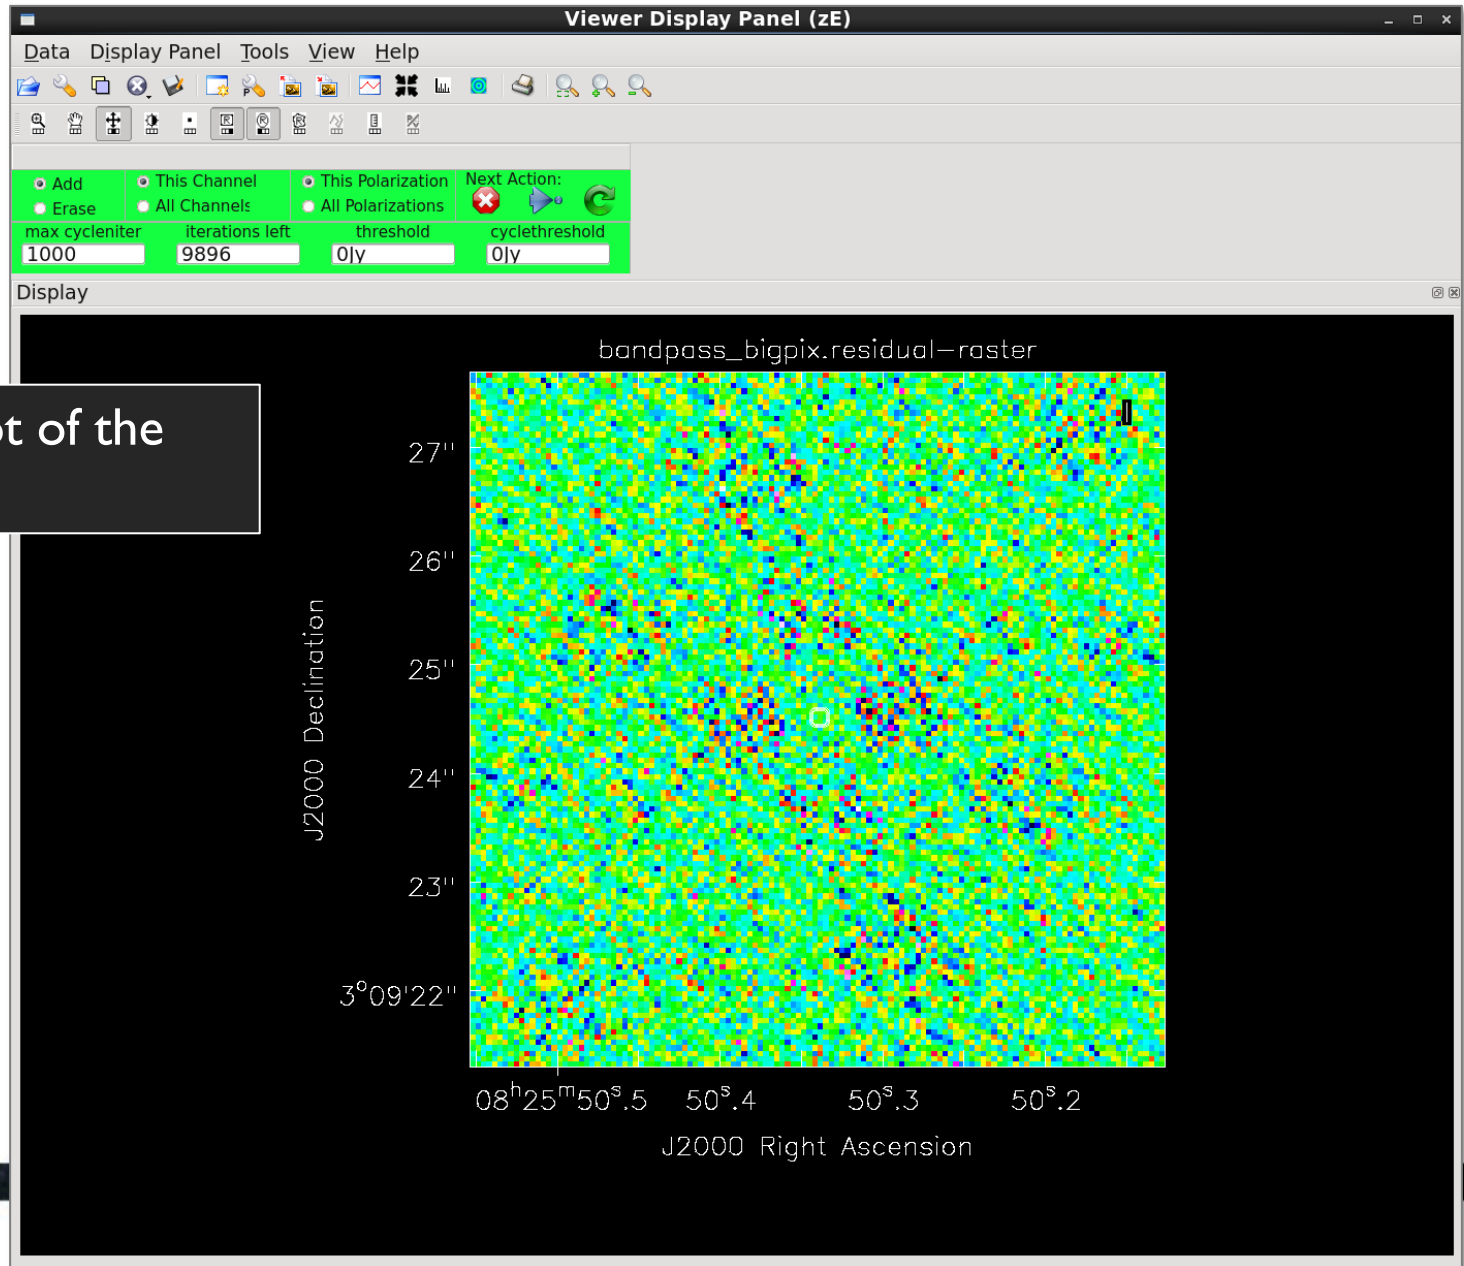 Viewer Display Panel (zE)
Data Display Panel Tools View Help
Add This Channel This Polarization Next Action:
Erase All Channels All Polarizations
max cycleniter iterations left threshold cyclethreshold
1000 9896 0Jy 0Jy
Display
bandpass_bigpix.residual-raster
of the
27"
26"
25"
24"
23"
3°09'22"
J2000 Declination
08h25m50s.5 50s.4 50s.3 50s.2
J2000 Right Ascension